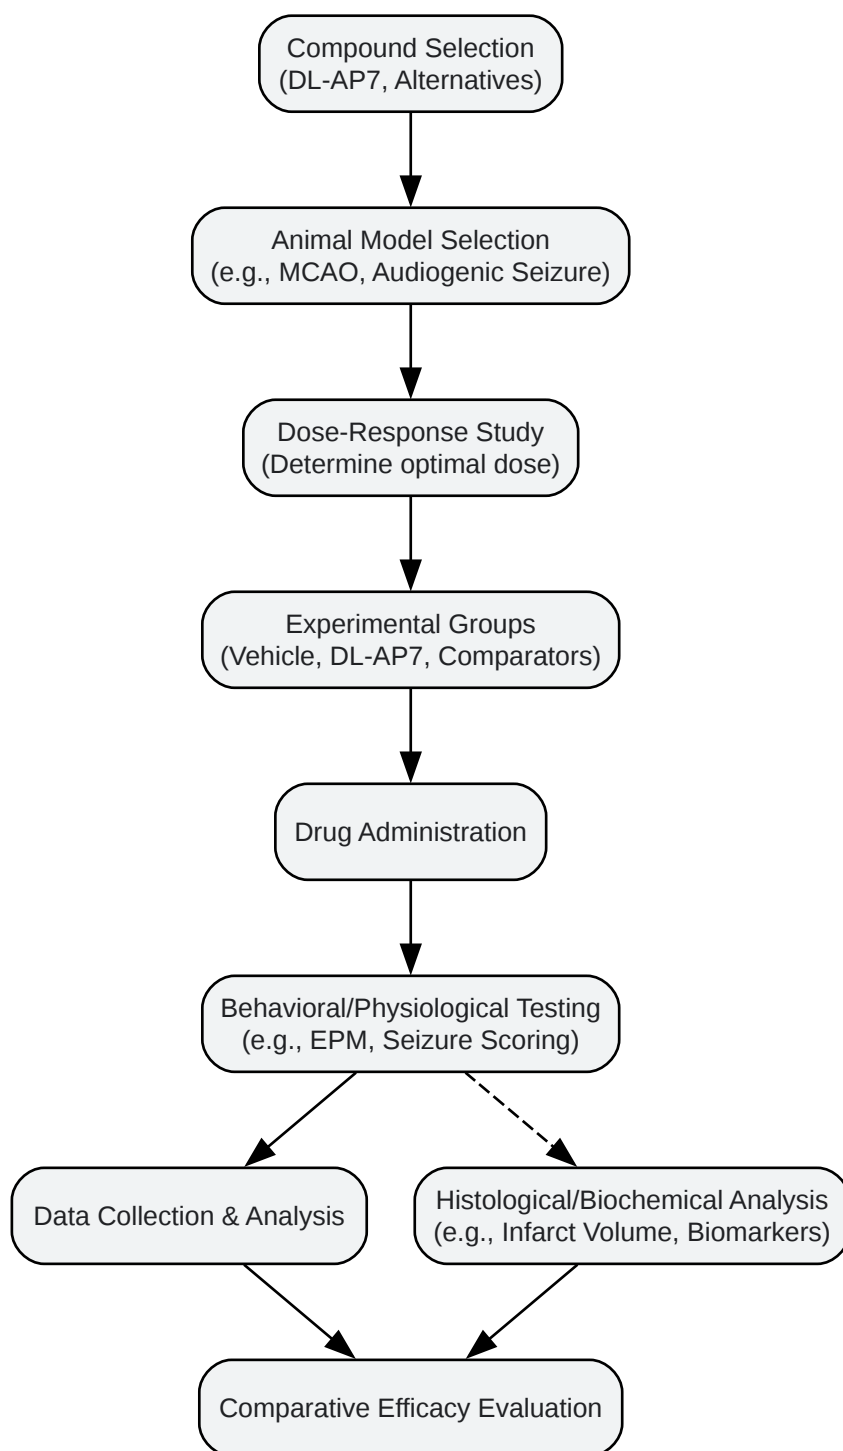 Compound Selection
(DL-AP7, Alternatives)
Animal Model Selection
(e.g., MCAO, Audiogenic Seizure)
Dose-Response Study
(Determine optimal dose)
Experimental Groups
(Vehicle, DL-AP7, Comparators)
Drug Administration
Behavioral/Physiological Testing
(e.g., EPM, Seizure Scoring)
Data Collection & Analysis
Histological/Biochemical Analysis
(e.g., Infarct Volume, Biomarkers)
Comparative Efficacy Evaluation